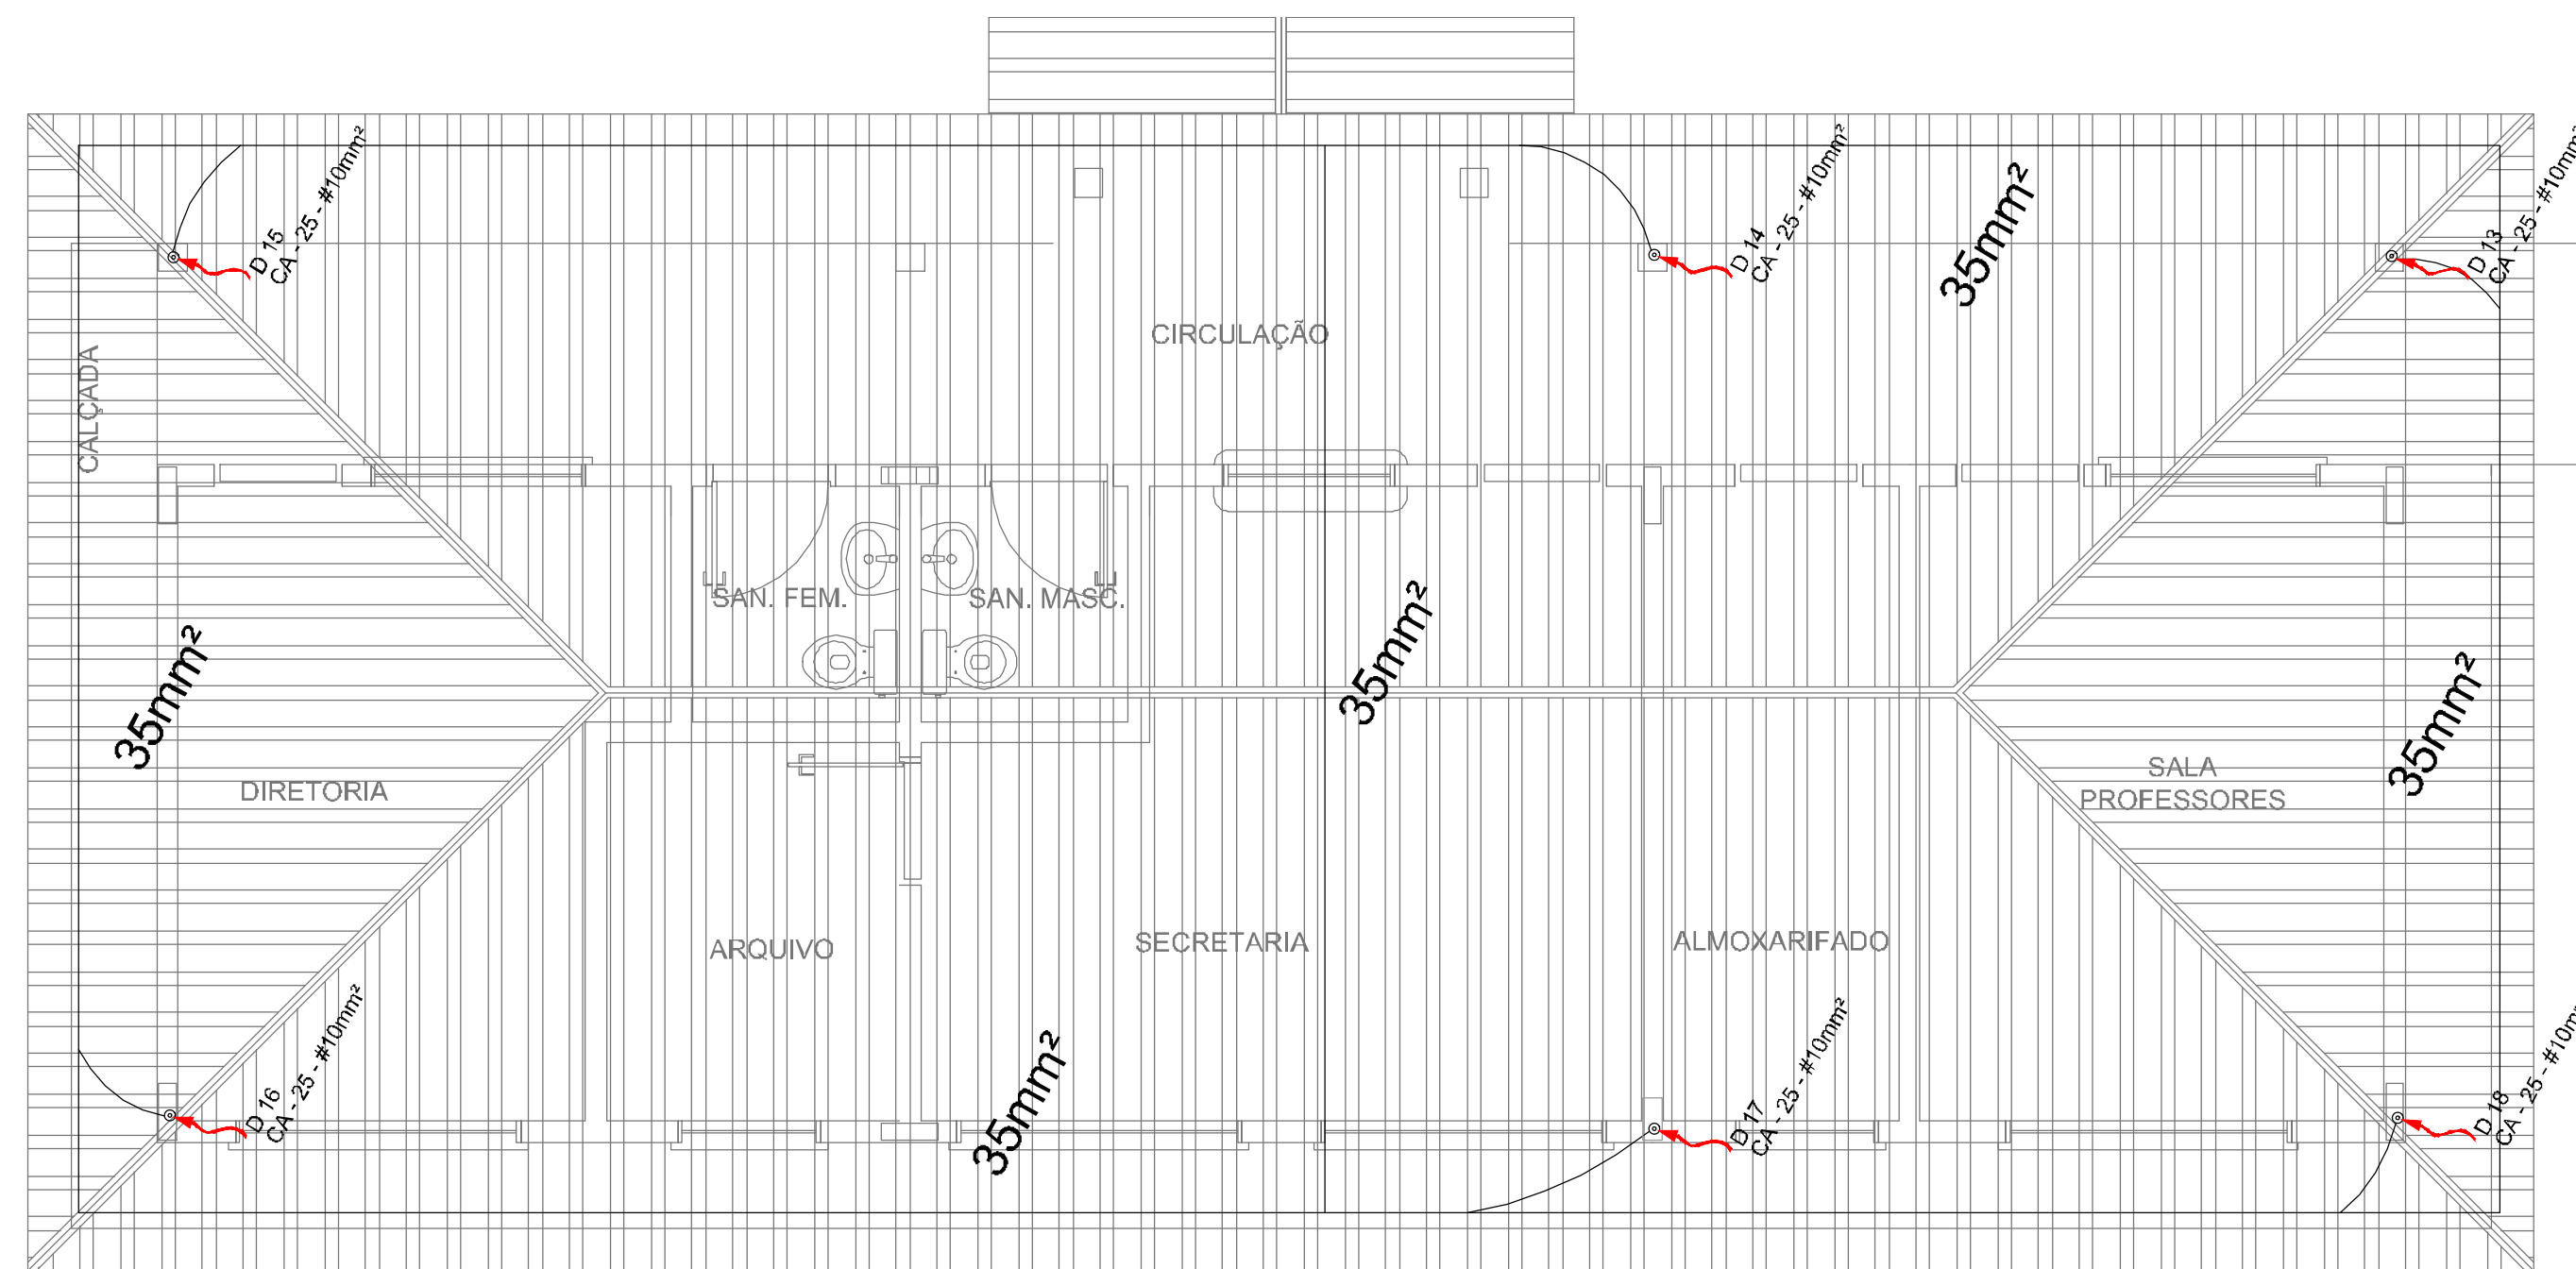 D 15
CA - 25 - #10mm²
D 14
CA - 25 - #10mm²
35mm²
D 13
CA - 25 - #10mm²
CIRCULAÇÃO
CALÇADA
SAN. FEM.
SAN. MASC.
35mm²
35mm²
35mm²
DIRETORIA
SALA
PROFESSORES
ARQUIVO
SECRETARIA
ALMOXARIFADO
D 16
CA - 25 - #10mm²
35mm²
D 17
CA - 25 - #10mm²
D 18
CA - 25 - #10mm